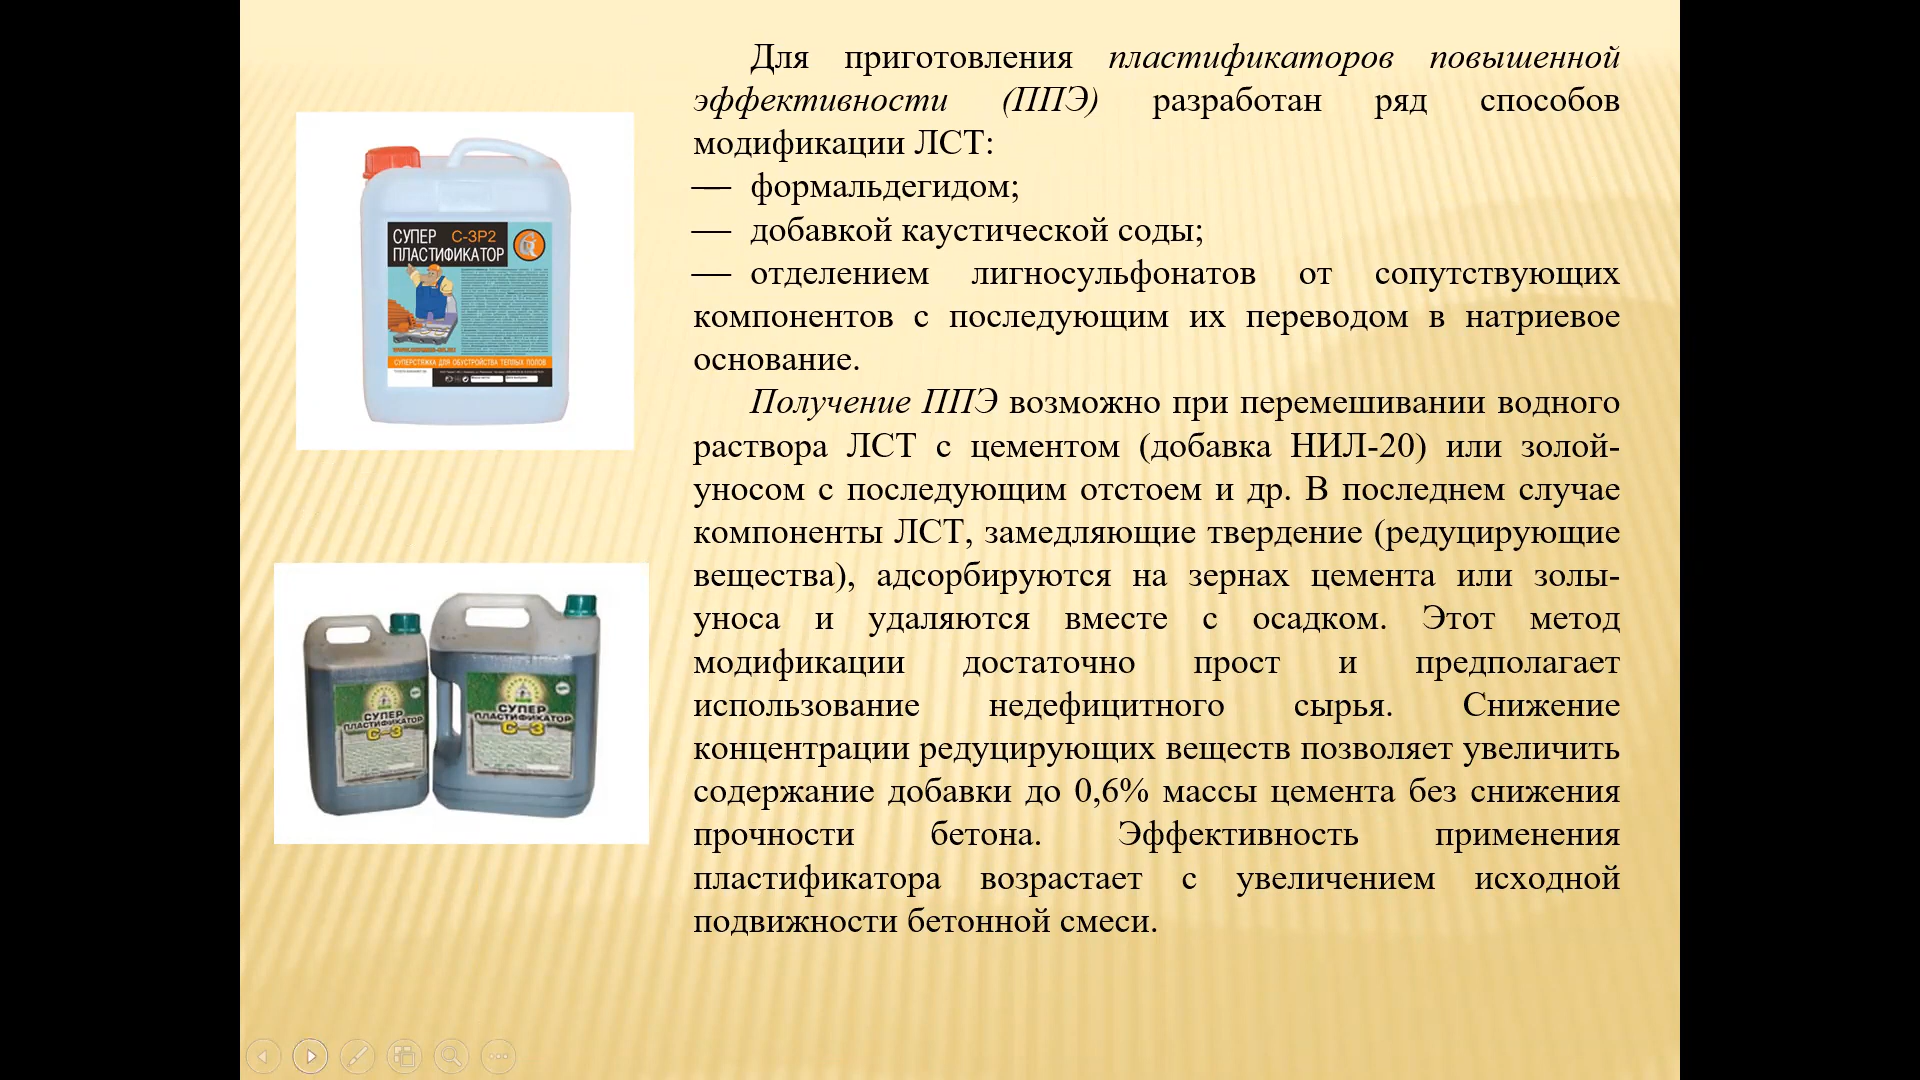 Для приготовления пластификаторов повышенной
эффективности (ППЭ) разработан ряд способов
модификации ЛСТ:
— формальдегидом;
— добавкой каустической соды;
— отделением лигносульфонатов от сопутствующих
компонентов с последующим их переводом в натриевое
основание.
Получение ППЭ возможно при перемешивании водного
раствора ЛСТ с цементом (добавка НИЛ-20) или золой-
уносом с последующим отстоем и др. В последнем случае
компоненты ЛСТ, замедляющие твердение (редуцирующие
вещества), адсорбируются на зернах цемента или золы-
уноса и удаляются вместе с осадком. Этот метод
модификации достаточно прост и предполагает
использование недефицитного сырья. Снижение
концентрации редуцирующих веществ позволяет увеличить
содержание добавки до 0,6% массы цемента без снижения
прочности бетона. Эффективность применения
пластификатора возрастает с увеличением исходной
подвижности бетонной смеси.
СУПЕР С-3Р2
ПЛАСТИФИКАТОР
СУПЕРСТЯЖКА ДЛЯ ОБУСТРОЙСТВА ТЕПЛЫХ ПОЛОВ
СУПЕР
ПЛАСТИФИКАТОР
С-3
СУПЕР
ПЛАСТИФИКАТОР
С-3